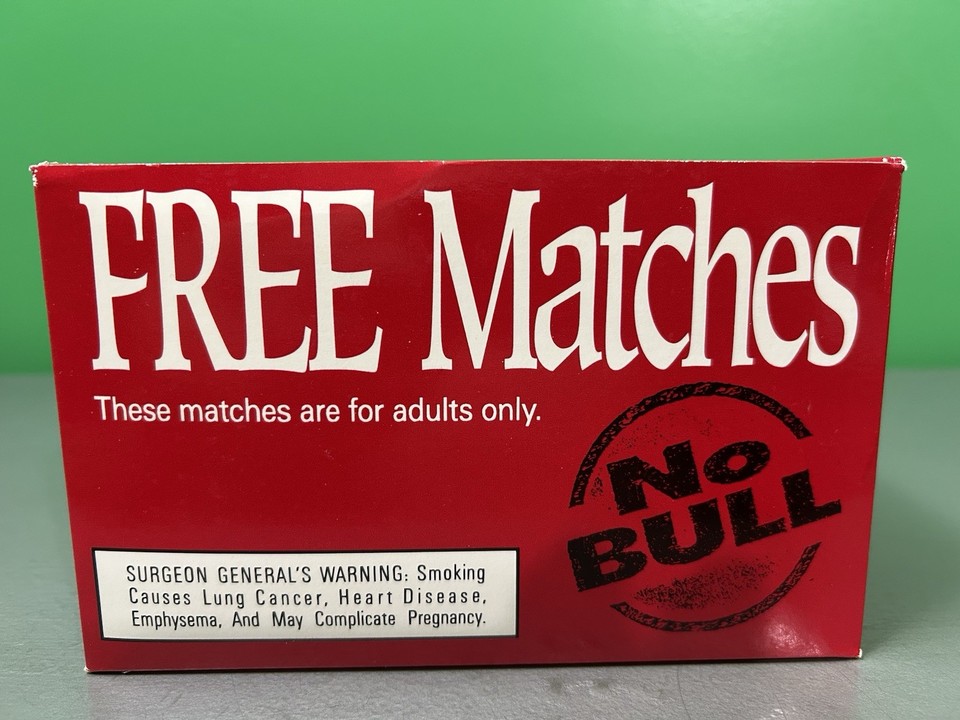 FREE Matches
These matches are for adults only.
No
BULL
SURGEON GENERAL'S WARNING: Smoking
Causes Lung Cancer, Heart Disease,
Emphysema, And May Complicate Pregnancy.